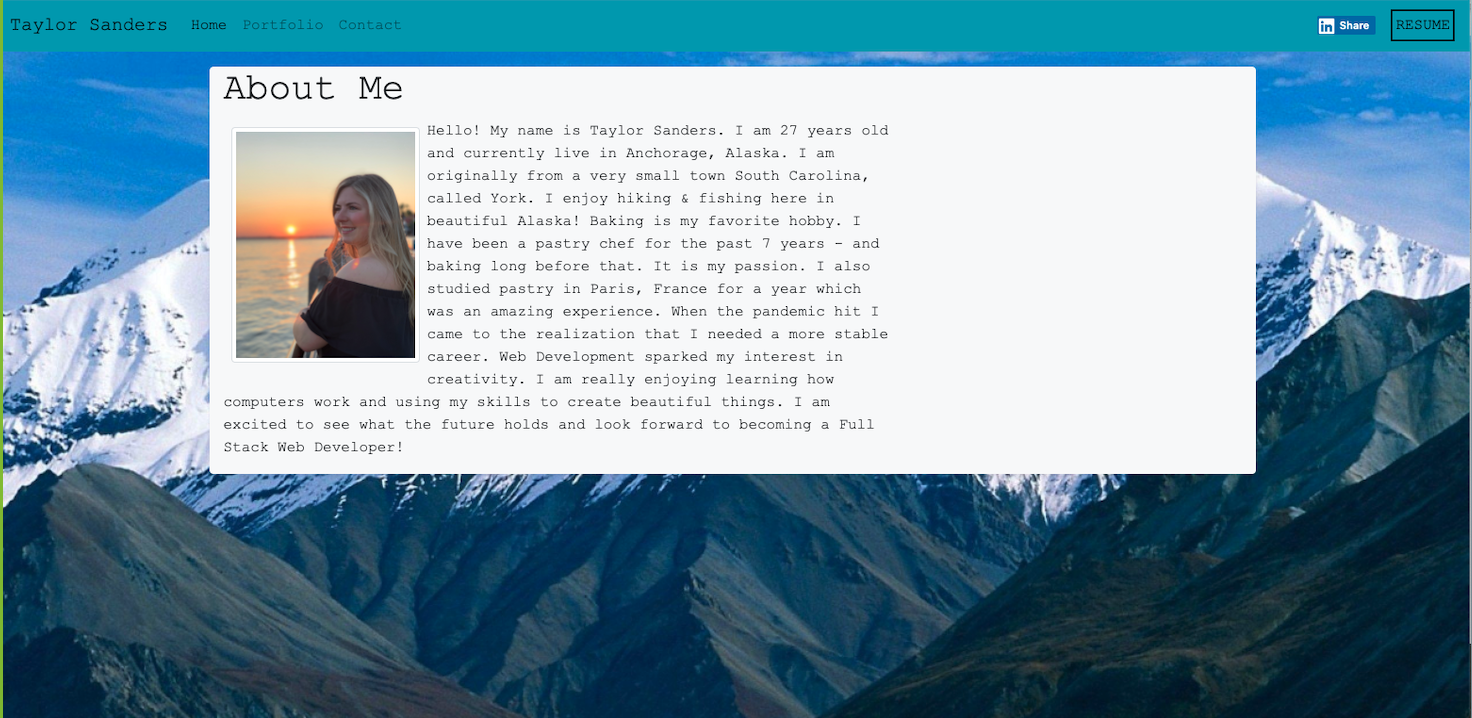 Taylor Sanders Home Portfolio Contact in Share RESUME
About Me
Hello! My name is Taylor Sanders. I am 27 years old
and currently live in Anchorage, Alaska. I am
originally from a very small town South Carolina,
called York. I enjoy hiking & fishing here in
beautiful Alaska! Baking is my favorite hobby. I
have been a pastry chef for the past 7 years - and
baking long before that. It is my passion. I also
studied pastry in Paris, France for a year which
was an amazing experience. When the pandemic hit I
came to the realization that I needed a more stable
career. Web Development sparked my interest in
creativity. I am really enjoying learning how
computers work and using my skills to create beautiful things. I am
excited to see what the future holds and look forward to becoming a Full
Stack Web Developer!